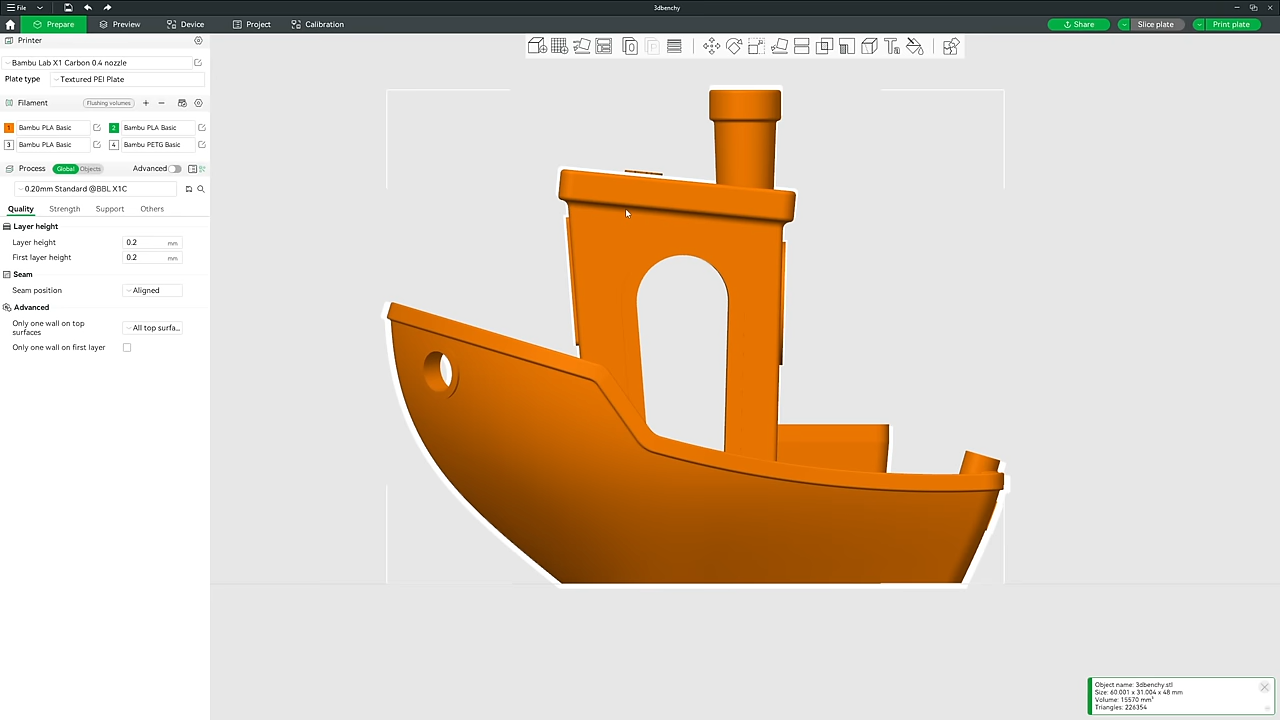 File
3dbenchy
Prepare Preview Device Project Calibration Share Slice plate Print plate
Printer
Bambu Lab X1 Carbon 0.4 nozzle
Plate type Textured PEI Plate
Filament Flushing volumes
1 Bambu PLA Basic 2 Bambu PLA Basic
3 Bambu PLA Basic 4 Bambu PETG Basic
Process Global Objects Advanced
0.20mm Standard @BBL X1C
Quality Strength Support Others
Layer height
Layer height 0.2 mm
First layer height 0.2 mm
Seam
Seam position Aligned
Advanced
Only one wall on top
surfaces All top surfa...
Only one wall on first layer
Object name: 3dbenchy.stl
Size: 60.001 x 31.004 x 48 mm
Volume: 15570 mm³
Triangles: 226354